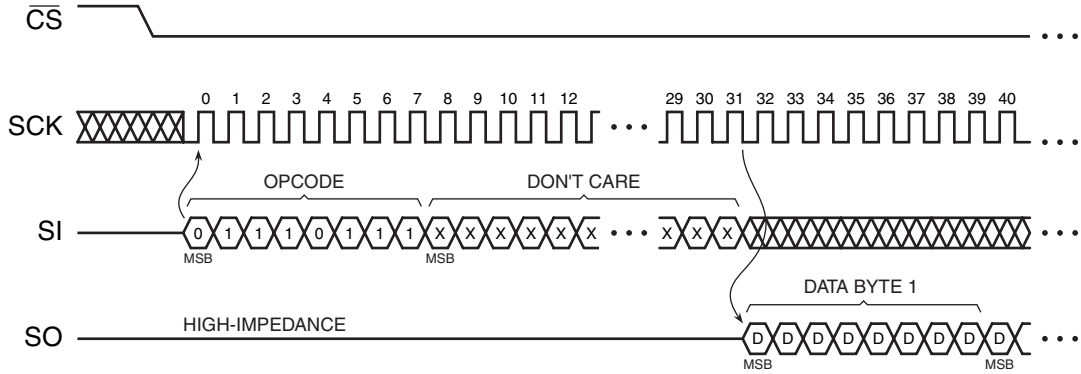 CS
0 1 2 3 4 5 6 7 8 9 10 11 12 29 30 31 32 33 34 35 36 37 38 39 40
SCK
OPCODE DON'T CARE
SI 0 1 1 1 0 1 1 1 X X X X X X X X X
MSB MSB
DATA BYTE 1
HIGH-IMPEDANCE
SO D D D D D D D D D
MSB MSB